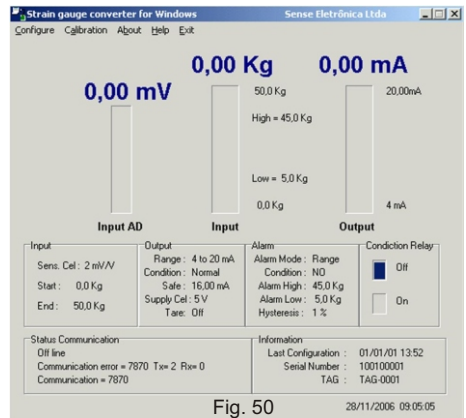 Strain gauge converter for Windows Sense Eletrônica Ltda
Configure Calibration About Help Exit
0,00 mV
0,00 Kg
0,00 mA
50,0 Kg
High = 45,0 Kg
Low = 5,0 Kg
0,0 Kg
20,00mA
4 mA
Input AD
Input
Output
Input
Sens. Cel : 2 mV/V
Start : 0,0 Kg
End : 50,0 Kg
Output
Range : 4 to 20 mA
Condition : Normal
Safe : 16,00 mA
Supply Cel : 5 V
Tare: Off
Alarm
Alarm Mode : Range
Condition : NO
Alarm High : 45,0 Kg
Alarm Low : 5,0 Kg
Hysteresis : 1 %
Condiction Relay
Off
On
Status Communication
Off line
Communication error = 7870 Tx= 2 Rx= 0
Communication = 7870
Information
Last Configuration : 01/01/01 13:52
Serial Number : 100100001
TAG : TAG-0001
Fig. 50
28/11/2006 09:05:05